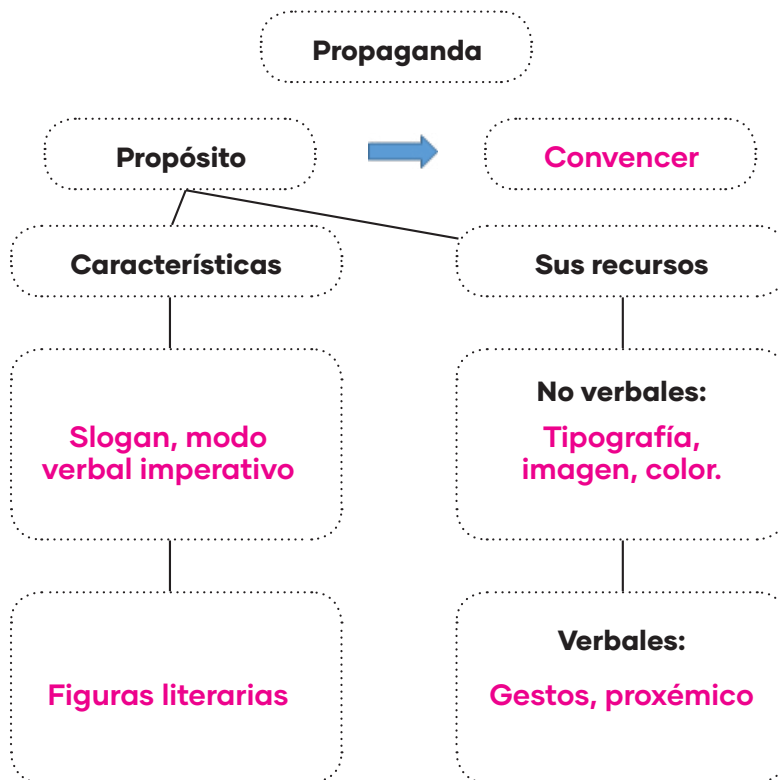 Propaganda
Propósito
Convencer
Características
Sus recursos
Slogan, modo
verbal imperativo
No verbales:
Tipografía,
imagen, color.
Figuras literarias
Verbales:
Gestos, proxémico